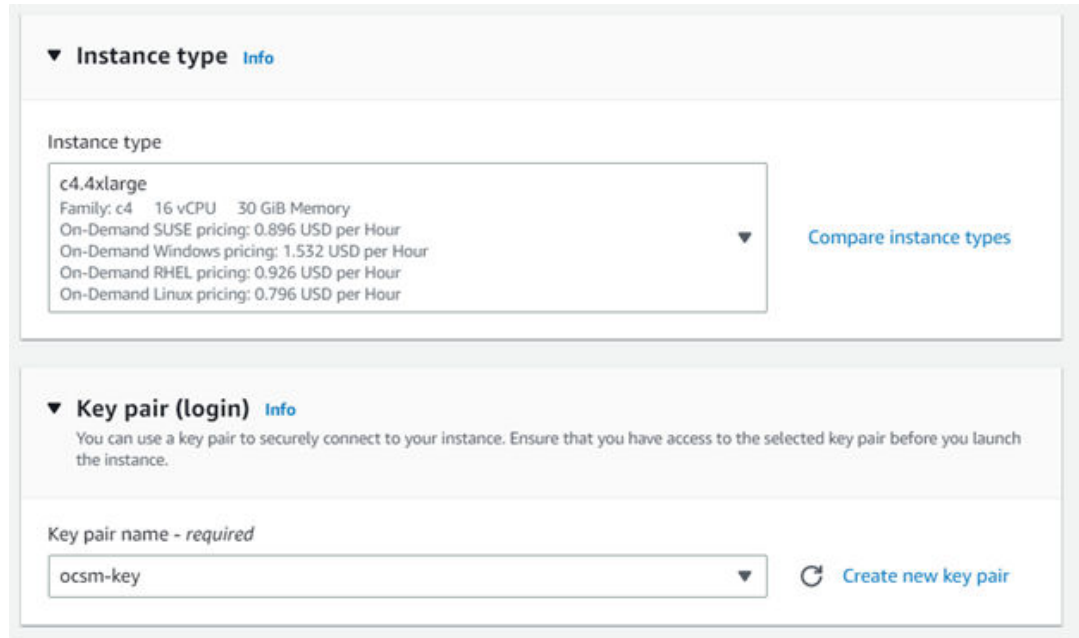 Instance type Info
Instance type
c4.4xlarge
Family: c4 16 vCPU 30 GiB Memory
On-Demand SUSE pricing: 0.896 USD per Hour
On-Demand Windows pricing: 1.532 USD per Hour
On-Demand RHEL pricing: 0.926 USD per Hour
On-Demand Linux pricing: 0.796 USD per Hour
Compare instance types
Key pair (login) Info
You can use a key pair to securely connect to your instance. Ensure that you have access to the selected key pair before you launch
the instance.
Key pair name - required
ocsm-key
Create new key pair